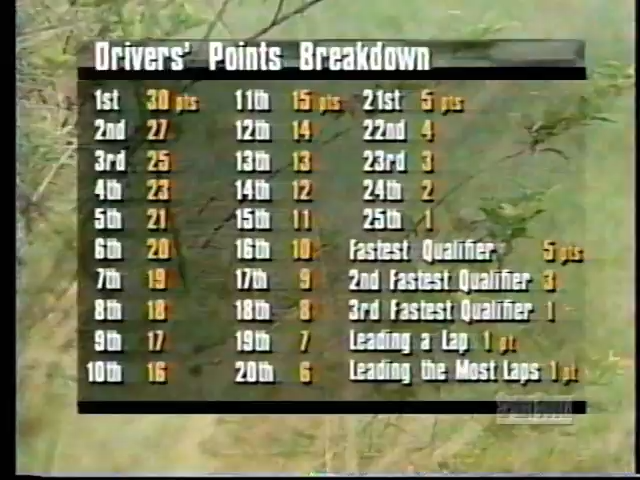 Drivers' Points Breakdown
1st 30 pts 11th 15 pts 21st 5 pts
2nd 27 12th 14 22nd 4
3rd 25 13th 13 23rd 3
4th 23 14th 12 24th 2
5th 21 15th 11 25th 1
6th 20 16th 10 Fastest Qualifier 5 pts
7th 19 17th 9 2nd Fastest Qualifier 3
8th 18 18th 8 3rd Fastest Qualifier 1
9th 17 19th 7 Leading a Lap 1 pt
10th 16 20th 6 Leading the Most Laps 1 pt